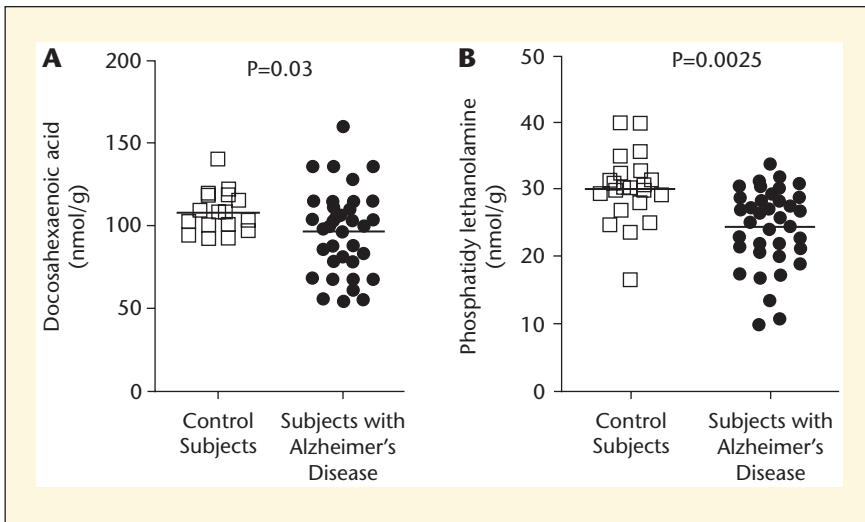 A
P=0.03
Docosahexaenoic acid
(nmol/g)
200
150
100
50
0
Control
Subjects
Subjects with
Alzheimer's
Disease
B
P=0.0025
Phosphatidy lethanolamine
(nmol/g)
50
40
30
20
10
0
Control
Subjects
Subjects with
Alzheimer's
Disease